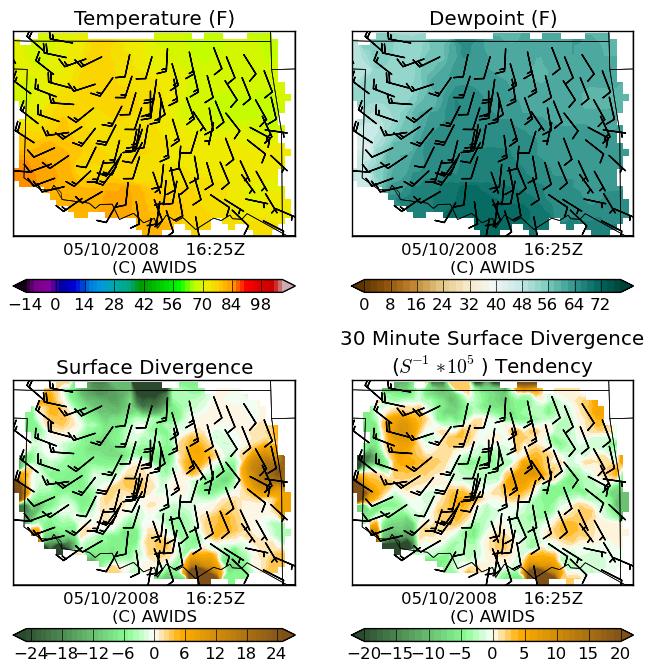 Temperature (F)
Dewpoint (F)
05/10/2008 16:25Z
(C) AWIDS
05/10/2008 16:25Z
(C) AWIDS
−14 0 14 28 42 56 70 84 98
0 8 16 24 32 40 48 56 64 72
Surface Divergence
30 Minute Surface Divergence
(S⁻¹ *10⁵ ) Tendency
05/10/2008 16:25Z
(C) AWIDS
05/10/2008 16:25Z
(C) AWIDS
−24−18−12 −6 0 6 12 18 24
−20−15−10 −5 0 5 10 15 20